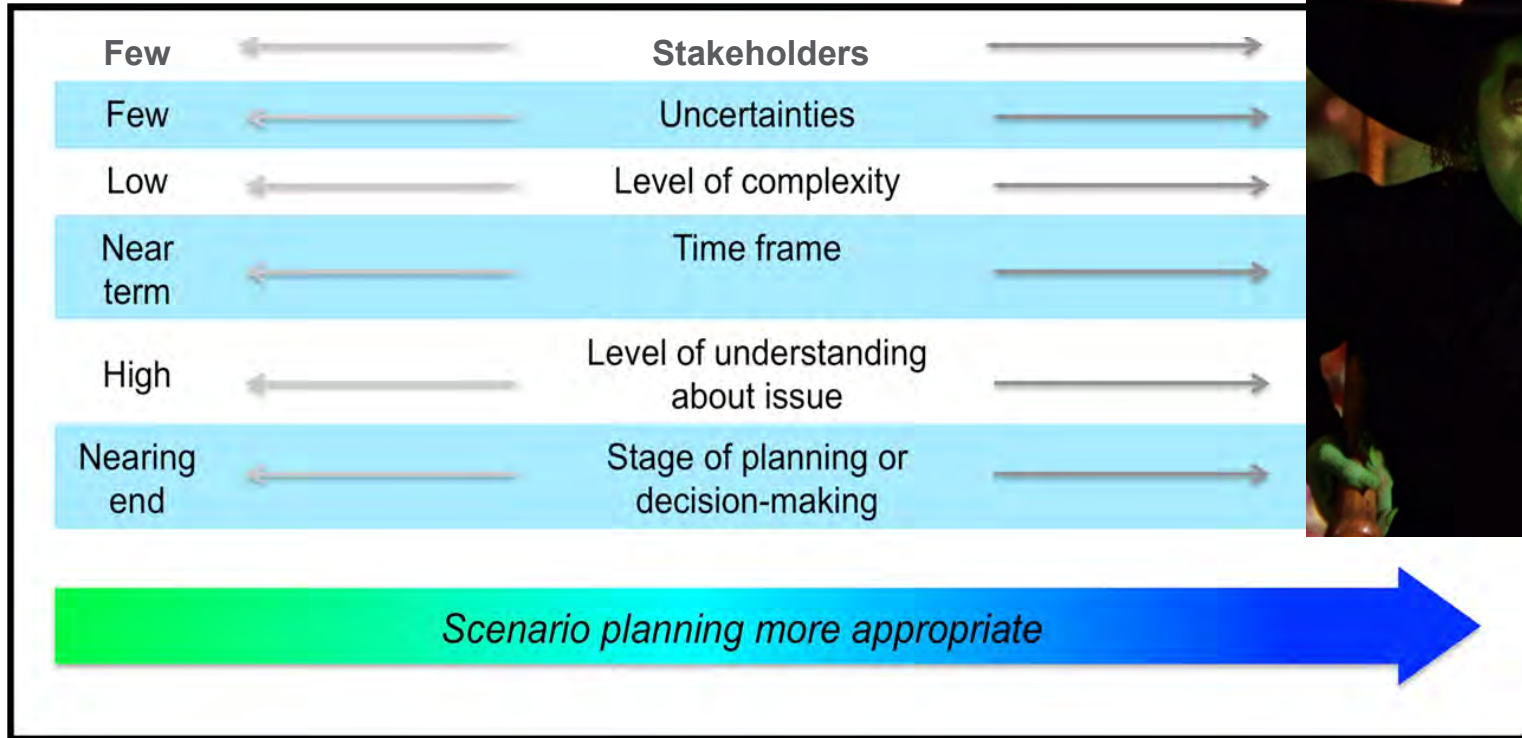 Few Stakeholders
Few Uncertainties
Low Level of complexity
Near Time frame
term
High Level of understanding
about issue
Nearing Stage of planning or
end decision-making
Scenario planning more appropriate